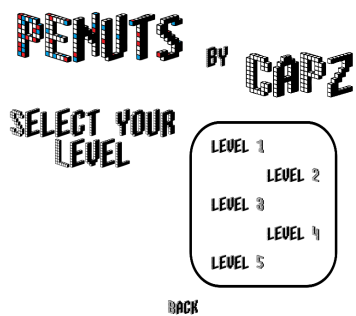 PENUTS
BY
CAPZ
SELECT YOUR
LEVEL
LEVEL 1
LEVEL 2
LEVEL 3
LEVEL 4
LEVEL 5
BACK